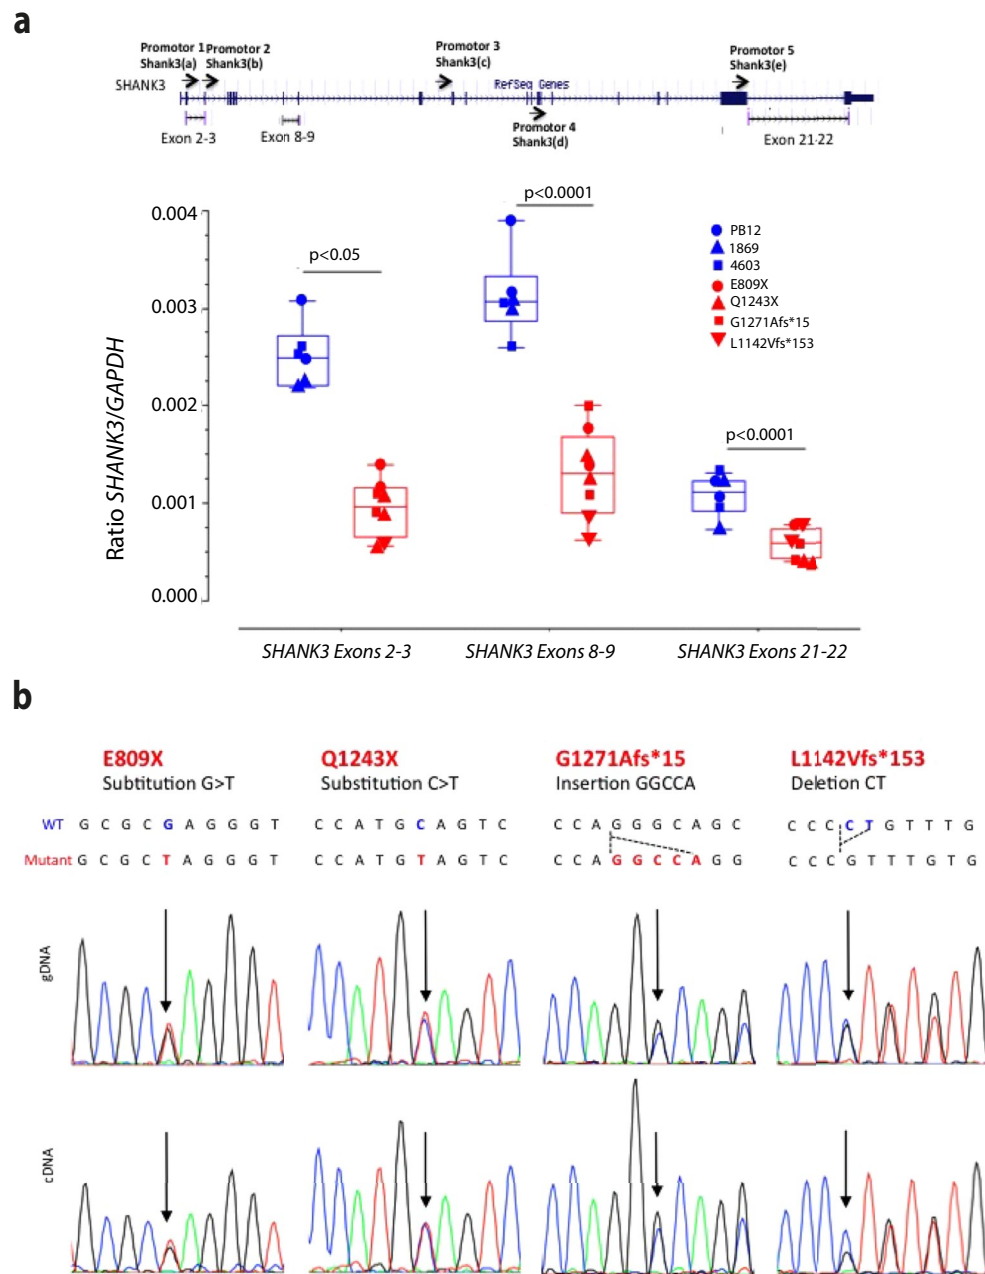 a
Promotor 1 Promotor 2
Shank3(a) Shank3(b)
Promotor 3
Shank3(c)
Promotor 5
Shank3(e)
SHANK3
RefSeq Genes
Promotor 4
Shank3(d)
Exon 2-3
Exon 8-9
Exon 21-22
p<0.05
p<0.0001
p<0.0001
PB12
1869
4603
E809X
Q1243X
G1271Afs*15
L1142Vfs*153
Ratio SHANK3/GAPDH
0.004
0.003
0.002
0.001
0.000
SHANK3 Exons 2-3 SHANK3 Exons 8-9 SHANK3 Exons 21-22
b
E809X Q1243X G1271Afs*15 L1142Vfs*153
Subtitution G>T Substitution C>T Insertion GGCCA Deletion CT
WT G C G C G A G G G T C C A T G C A G T C C C A G G G C A G C C C C C T G T T T G
Mutant G C G C T A G G G T C C A T G T A G T C C C A G G C C A G G C C C G T T T G T G
gDNA
cDNA